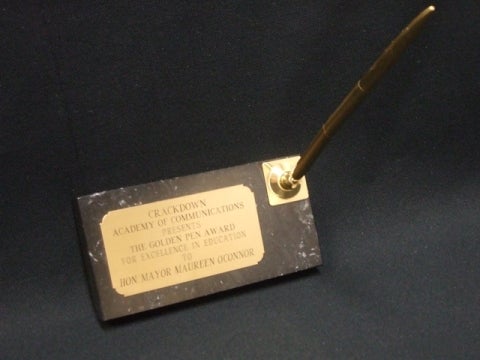 CRACKDOWN
ACADEMY OF COMMUNICATIONS
PRESENTS
THE GOLDEN PEN AWARD
FOR EXCELLENCE IN EDUCATION
TO
HON MAYOR MAUREEN OCONNOR